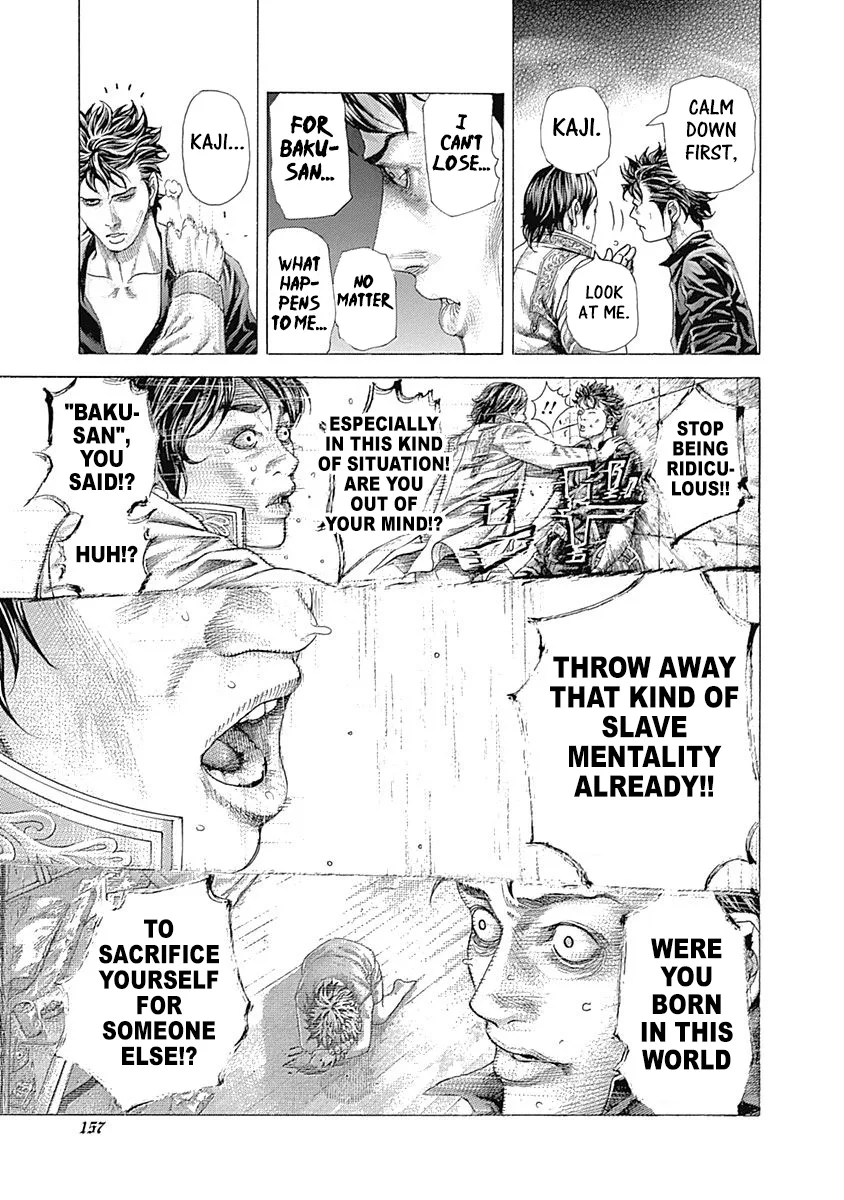 CALM
DOWN
FIRST,
KAJI.
LOOK
AT ME.
I
CAN'T
LOSE...
FOR
BAKU-
SAN...
NO
MATTER
WHAT
HAP-
PENS
TO ME...
KAJI...
STOP
BEING
RIDICU-
LOUS!!
!!
ESPECIALLY
IN THIS KIND
OF SITUATION!
ARE YOU
OUT OF
YOUR MIND!?
"BAKU-
SAN",
YOU
SAID!?
HUH!?
THROW AWAY
THAT KIND OF
SLAVE
MENTALITY
ALREADY!!
WERE
YOU
BORN
IN THIS
WORLD
TO
SACRIFICE
YOURSELF
FOR
SOMEONE
ELSE!?
157